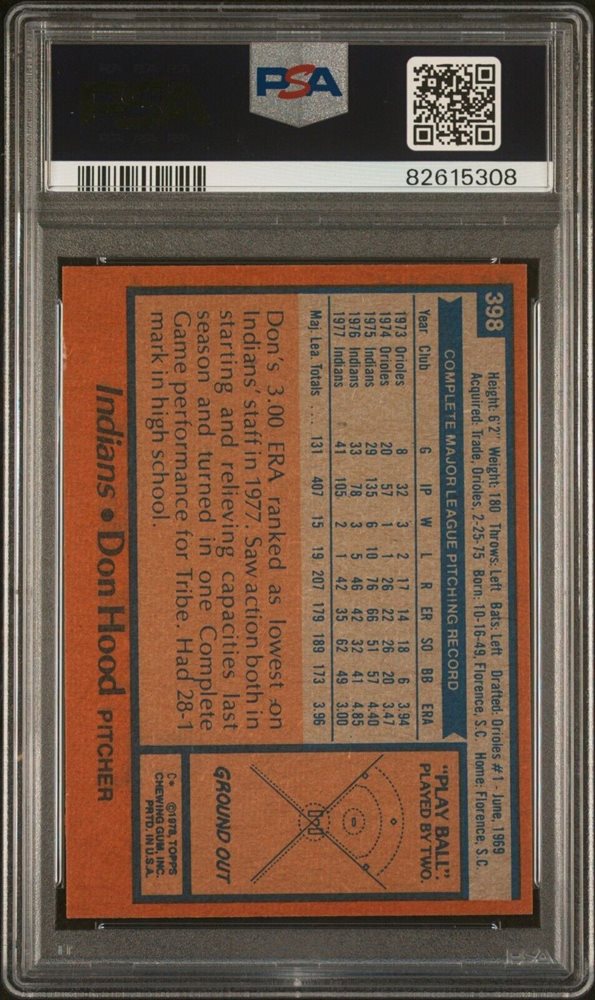 PSA
82615308
398
Height: 6'2" Weight: 180 Throws: Left Bats: Left Drafted: Orioles #1 - June, 1969
Acquired: Trade, Orioles, 2-25-75 Born: 10-16-49, Florence, S.C. Home: Florence, S.C.
COMPLETE MAJOR LEAGUE PITCHING RECORD
Year Club G IP W L R ER SO BB ERA
1973 Orioles 8 32 3 2 17 14 18 6 3.94
1974 Orioles 20 57 1 1 26 22 26 20 3.47
1975 Indians 29 135 6 10 76 66 51 57 4.40
1976 Indians 33 78 3 5 46 42 32 41 4.85
1977 Indians 41 105 2 1 42 35 62 49 3.00
Maj. Lea. Totals .... 131 407 15 19 207 179 189 173 3.96
Don's 3.00 ERA ranked as lowest on
Indians' staff in 1977. Saw action both in
starting and relieving capacities last
season and turned in one Complete
Game performance for Tribe. Had 28-1
mark in high school.
"PLAY BALL"
PLAYED BY TWO.
GROUND OUT
C* ©1978, TOPPS
CHEWING GUM, INC.
PRTD. IN U.S.A.
Indians • Don Hood PITCHER
PSA